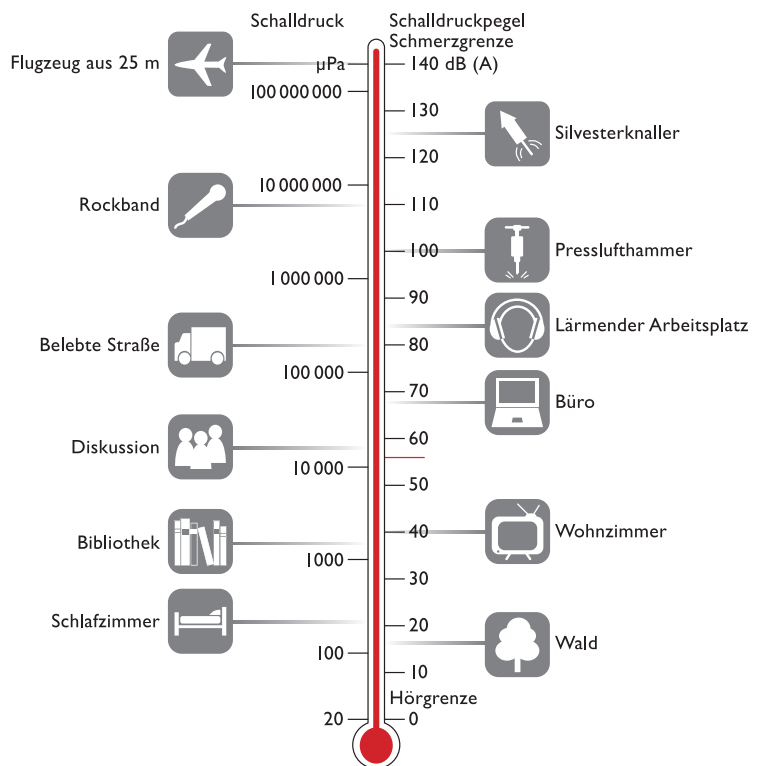 Schalldruck
Schalldruckpegel
Schmerzgrenze
Flugzeug aus 25 m
µPa
140 dB (A)
100 000 000
130
Silvesterknaller
120
10 000 000
Rockband
110
100
Presslufthammer
1 000 000
90
Lärmender Arbeitsplatz
Belebte Straße
80
100 000
70
Büro
60
Diskussion
10 000
50
40
Wohnzimmer
Bibliothek
1000
30
20
Schlafzimmer
Wald
100
10
Hörgrenze
20
0